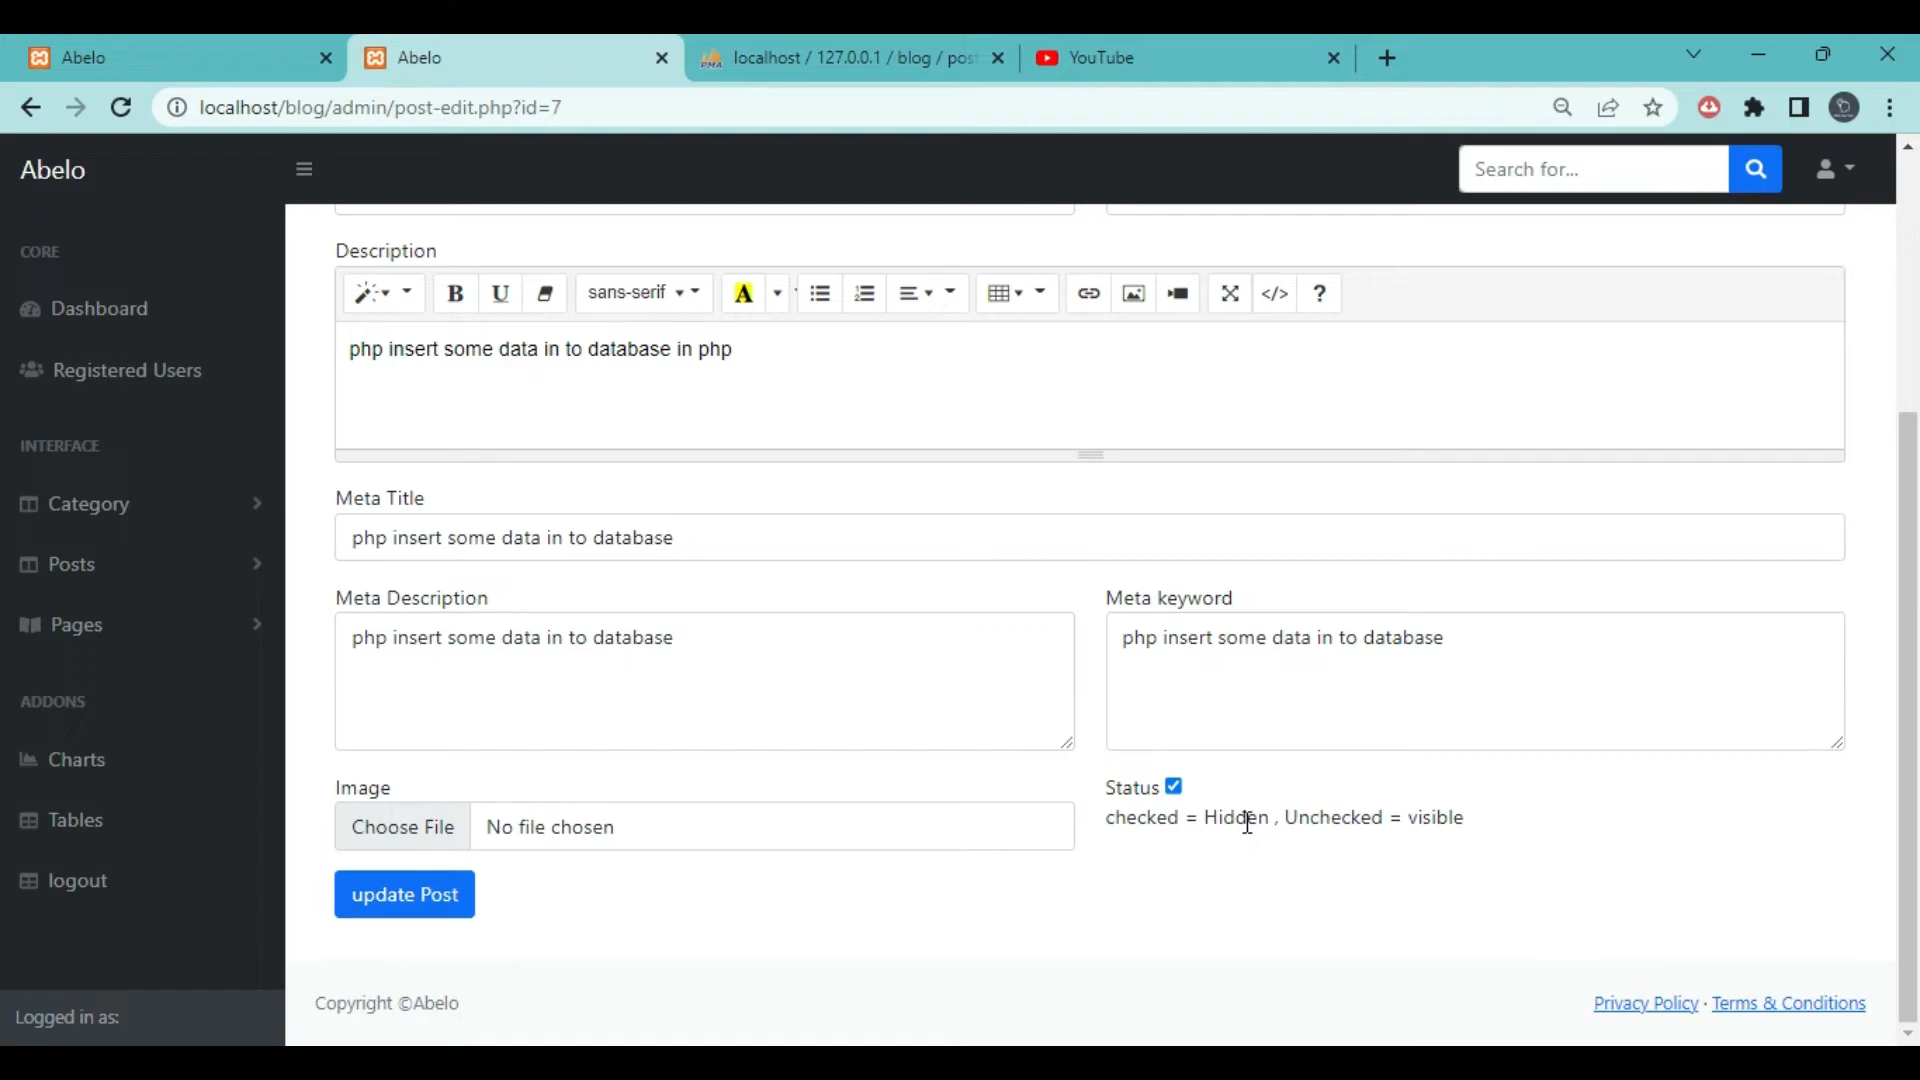 Abelo
Abelo
localhost / 127.0.0.1 / blog / post
YouTube
localhost/blog/admin/post-edit.php?id=7
Abelo
Search for...
CORE
Dashboard
Registered Users
INTERFACE
Category
Posts
Pages
ADDONS
Charts
Tables
logout
Logged in as:
Description
B U sans-serif A </> ?
php insert some data in to database in php
Meta Title
php insert some data in to database
Meta Description
php insert some data in to database
Meta keyword
php insert some data in to database
Image
Choose File No file chosen
Status
checked = Hidden , Unchecked = visible
update Post
Copyright ©Abelo
Privacy Policy · Terms & Conditions